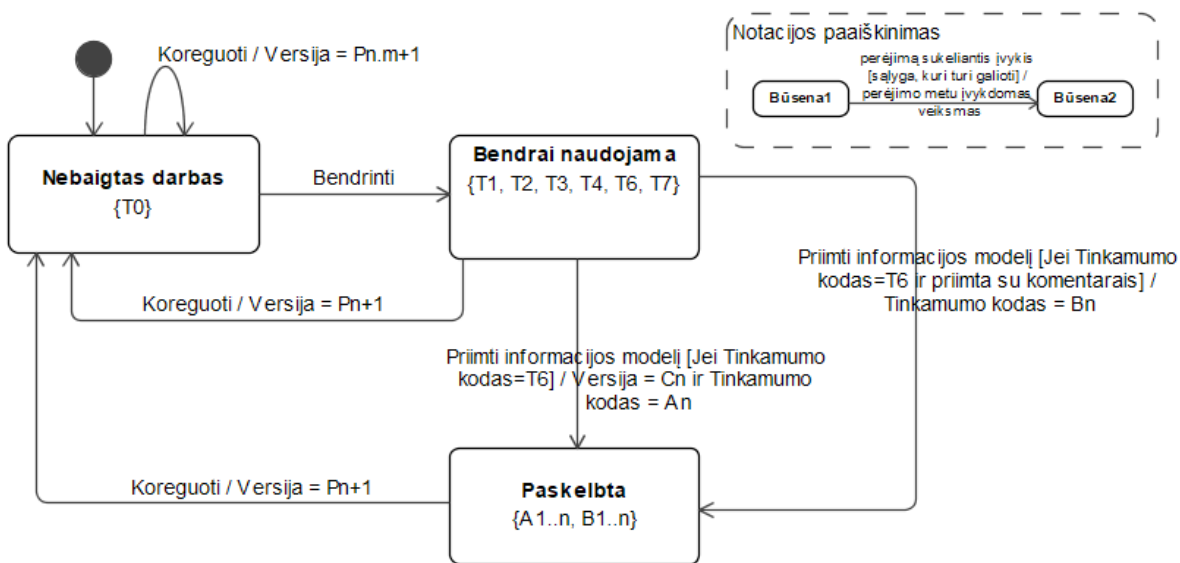 Notacijos paaiškinimas
perėjimą sukeliantis įvykis
[sąlyga, kuri turi galioti] /
perėjimo metu įvykdomas
veiksmas
Būsena1
Būsena2
Koreguoti / Versija = Pn.m+1
Nebaigtas darbas
{T0}
Bendrinti
Bendrai naudojama
{T1, T2, T3, T4, T6, T7}
Priimti informacijos modelį [Jei Tinkamumo
kodas=T6 ir priimta su komentarais] /
Tinkamumo kodas = Bn
Koreguoti / Versija = Pn+1
Priimti informacijos modelį [Jei Tinkamumo
kodas=T6] / Versija = Cn ir Tinkamumo
kodas = An
Koreguoti / Versija = Pn+1
Paskelbta
{A1..n, B1..n}